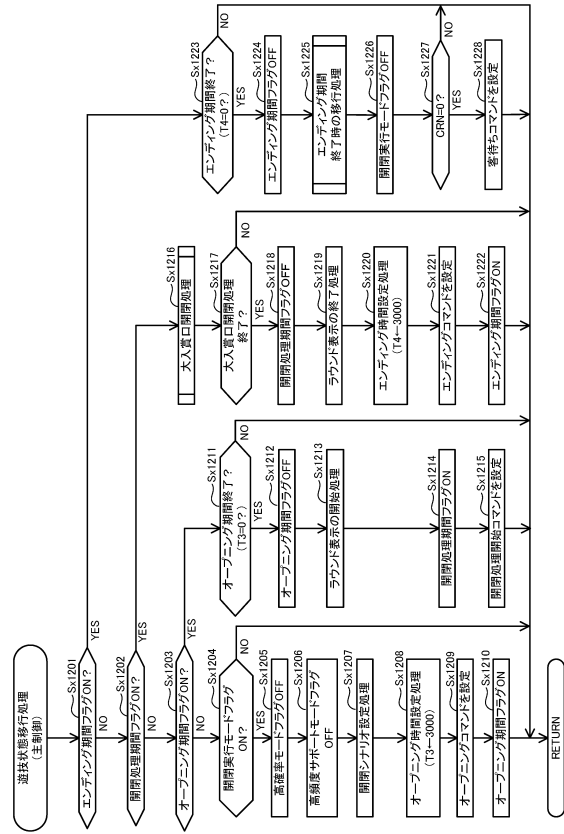 遊技状態移行処理
(主制御)
Sx1201
エンディング期間フラグON?
YES
NO
Sx1202
開閉処理期間フラグON?
YES
NO
Sx1203
オープニング期間フラグON?
YES
NO
Sx1204
開閉実行モードフラグ
ON?
NO
YES
Sx1205
高確率モードフラグOFF
Sx1206
高頻度サポートモードフラグ
OFF
Sx1207
開閉シナリオ設定処理
Sx1208
オープニング時間設定処理
(T3←3000)
Sx1209
オープニングコマンドを設定
Sx1210
オープニング期間フラグON
RETURN
Sx1211
オープニング期間終了?
(T3=0?)
NO
YES
Sx1212
オープニング期間フラグOFF
Sx1213
ラウンド表示の開始処理
Sx1214
開閉処理期間フラグON
Sx1215
開閉処理開始コマンドを設定
Sx1216
大入賞口開閉処理
Sx1217
大入賞口開閉処理
終了?
NO
YES
Sx1218
開閉処理期間フラグOFF
Sx1219
ラウンド表示の終了処理
Sx1220
エンディング時間設定処理
(T4←3000)
Sx1221
エンディングコマンドを設定
Sx1222
エンディング期間フラグON
Sx1223
エンディング期間終了?
(T4=0?)
NO
YES
Sx1224
エンディング期間フラグOFF
Sx1225
エンディング期間
終了時の移行処理
Sx1226
開閉実行モードフラグOFF
Sx1227
CRN=0?
NO
YES
Sx1228
客待ちコマンドを設定